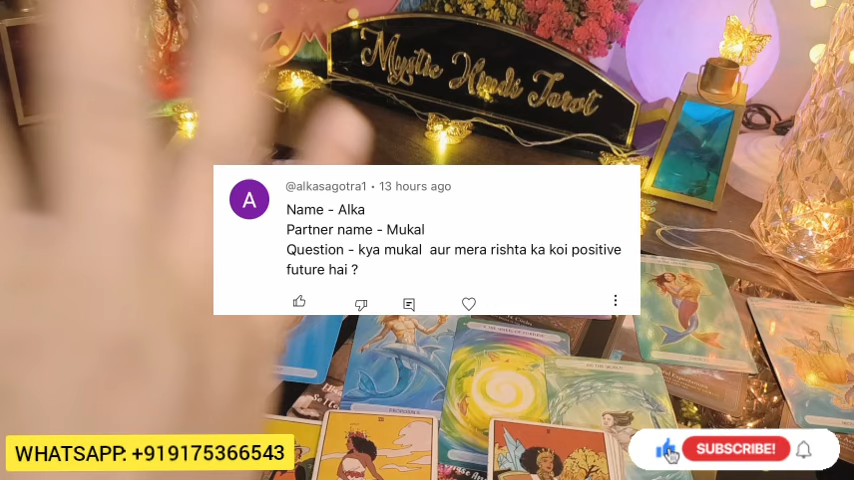 Mystic Hindi Tarot
A
@alkasagotra1 • 13 hours ago
Name - Alka
Partner name - Mukal
Question - kya mukal aur mera rishta ka koi positive
future hai ?
WHATSAPP: +919175366543
SUBSCRIBE!